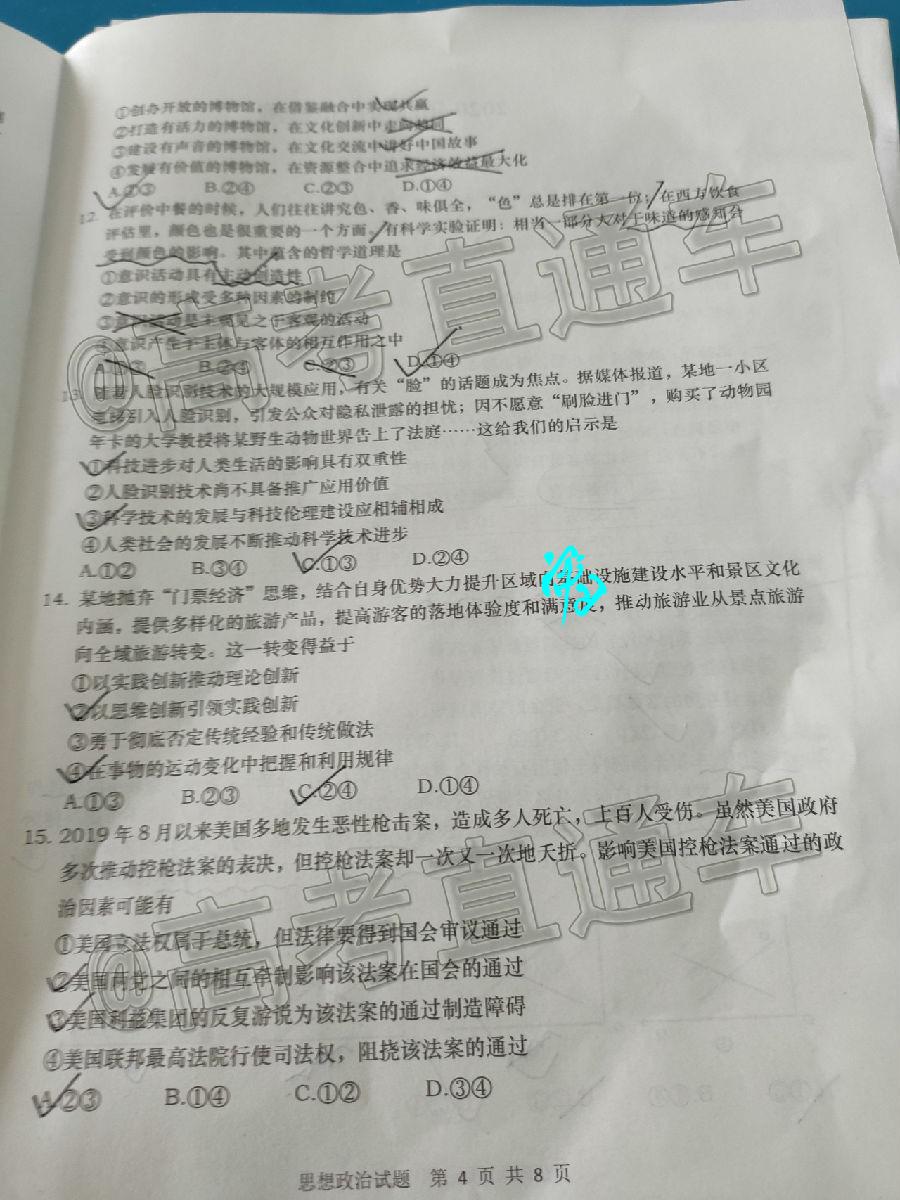 ①创办开放的博物馆，在借鉴融合中实现共赢
②打造有活力的博物馆，在文化创新中走向趋同
③建设有声音的博物馆，在文化交流中讲好中国故事
④发展有价值的博物馆，在资源整合中追求经济效益最大化
A.①③ B.②④ C.②③ D.①④
12. 在评价中餐的时候，人们往往讲究色、香、味俱全，“色”总是排在第一位；在西方饮食
评估里，颜色也是很重要的一个方面。有科学实验证明：相当一部分人对于味道的感知会
受到颜色的影响。其中蕴含的哲学道理是
①意识活动具有主动创造性
②意识的形成受多种因素的制约
③意识活动是主观见之于客观的活动
④意识产生于主体与客体的相互作用之中
A.①② B.②④ C.②③ D.①④
13. 随着人脸识别技术的大规模应用，有关“脸”的话题成为焦点。据媒体报道，某地一小区
要引入人脸识别，引发公众对隐私泄露的担忧；因不愿意“刷脸进门”，购买了动物园
年卡的大学教授将某野生动物世界告上了法庭……这给我们的启示是
①科技进步对人类生活的影响具有双重性
②人脸识别技术尚不具备推广应用价值
③科学技术的发展与科技伦理建设应相辅相成
④人类社会的发展不断推动科学技术进步
A.①② B.③④ C.①③ D.②④
14. 某地抛弃“门票经济”思维，结合自身优势大力提升区域内基础设施建设水平和景区文化
内涵，提供多样化的旅游产品，提高游客的落地体验度和满意度，推动旅游业从景点旅游
向全域旅游转变。这一转变得益于
①以实践创新推动理论创新
②以思维创新引领实践创新
③勇于彻底否定传统经验和传统做法
④在事物的运动变化中把握和利用规律
A.①③ B.②③ C.②④ D.①④
15. 2019年8月以来美国多地发生恶性枪击案，造成多人死亡，上百人受伤。虽然美国政府
多次推动控枪法案的表决，但控枪法案却一次又一次地夭折。影响美国控枪法案通过的政
治因素可能有
①美国立法权属于总统，但法律要得到国会审议通过
②美国两党之间的相互牵制影响该法案在国会的通过
③美国利益集团的反复游说为该法案的通过制造障碍
④美国联邦最高法院行使司法权，阻挠该法案的通过
A.②③ B.①④ C.①② D.③④
思想政治试题 第 4 页 共 8 页
@高考直通车
@高考直通车